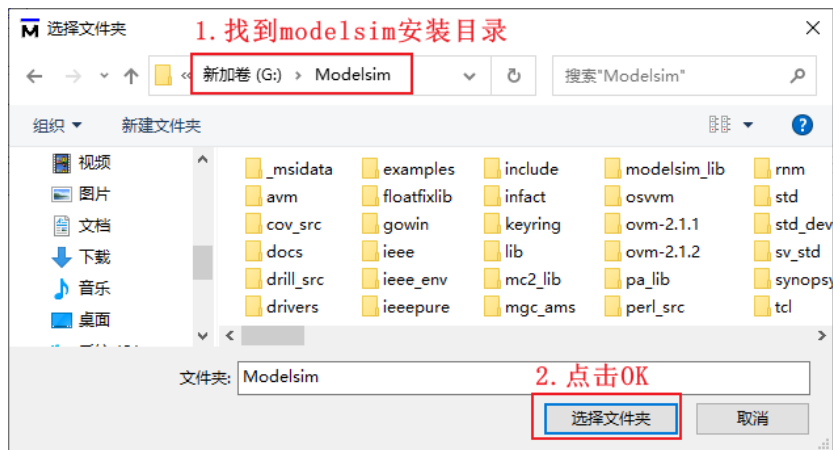 选择文件夹
1.找到modelsim安装目录
« 新加卷 (G:) › Modelsim
搜索"Modelsim"
组织
新建文件夹
视频
图片
文档
下载
音乐
桌面
_msidata
avm
cov_src
docs
drill_src
drivers
examples
floatfixlib
gowin
ieee
ieee_env
ieeepure
include
infact
keyring
lib
mc2_lib
mgc_ams
modelsim_lib
osvvm
ovm-2.1.1
ovm-2.1.2
pa_lib
perl_src
rnm
std
std_dev
sv_std
synopsy
tcl
文件夹:
Modelsim
2.点击OK
选择文件夹
取消